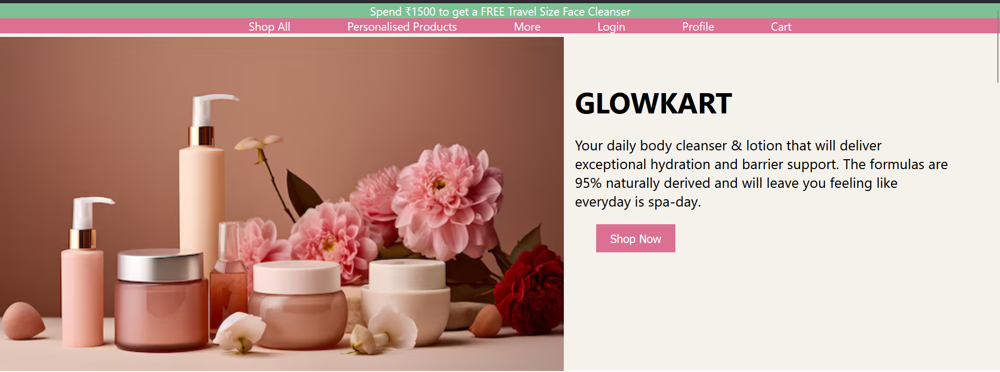 Spend ₹1500 to get a FREE Travel Size Face Cleanser
Shop All Personalised Products More Login Profile Cart
GLOWKART
Your daily body cleanser & lotion that will deliver
exceptional hydration and barrier support. The formulas are
95% naturally derived and will leave you feeling like
everyday is spa-day.
Shop Now